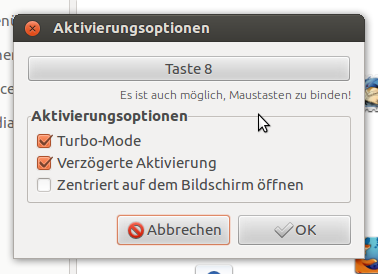 Aktivierungsoptionen
Taste 8
Es ist auch möglich, Maustasten zu binden!
Aktivierungsoptionen
Turbo-Mode
Verzögerte Aktivierung
Zentriert auf dem Bildschirm öffnen
Abbrechen
OK